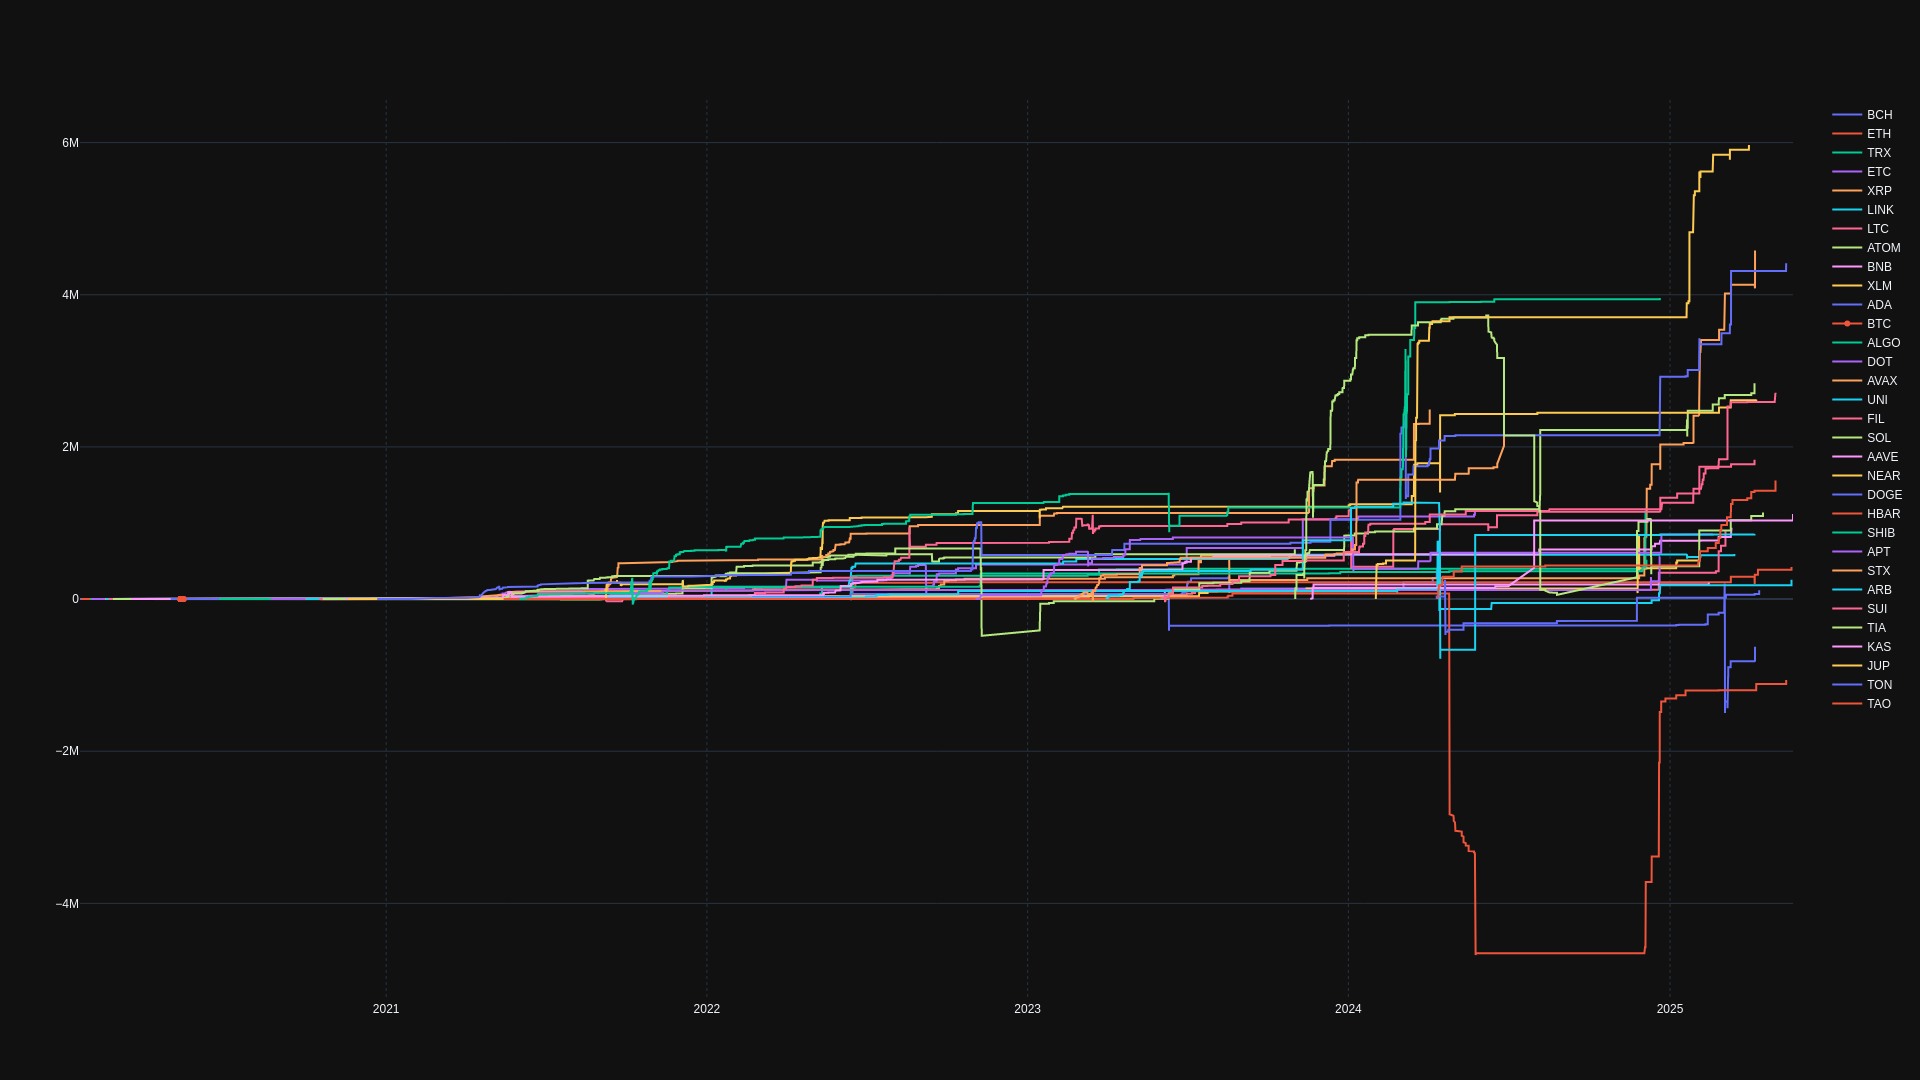 6M
4M
2M
0
−2M
−4M
2021
2022
2023
2024
2025
BCH
ETH
TRX
ETC
XRP
LINK
LTC
ATOM
BNB
XLM
ADA
BTC
ALGO
DOT
AVAX
UNI
FIL
SOL
AAVE
NEAR
DOGE
HBAR
SHIB
APT
STX
ARB
SUI
TIA
KAS
JUP
TON
TAO